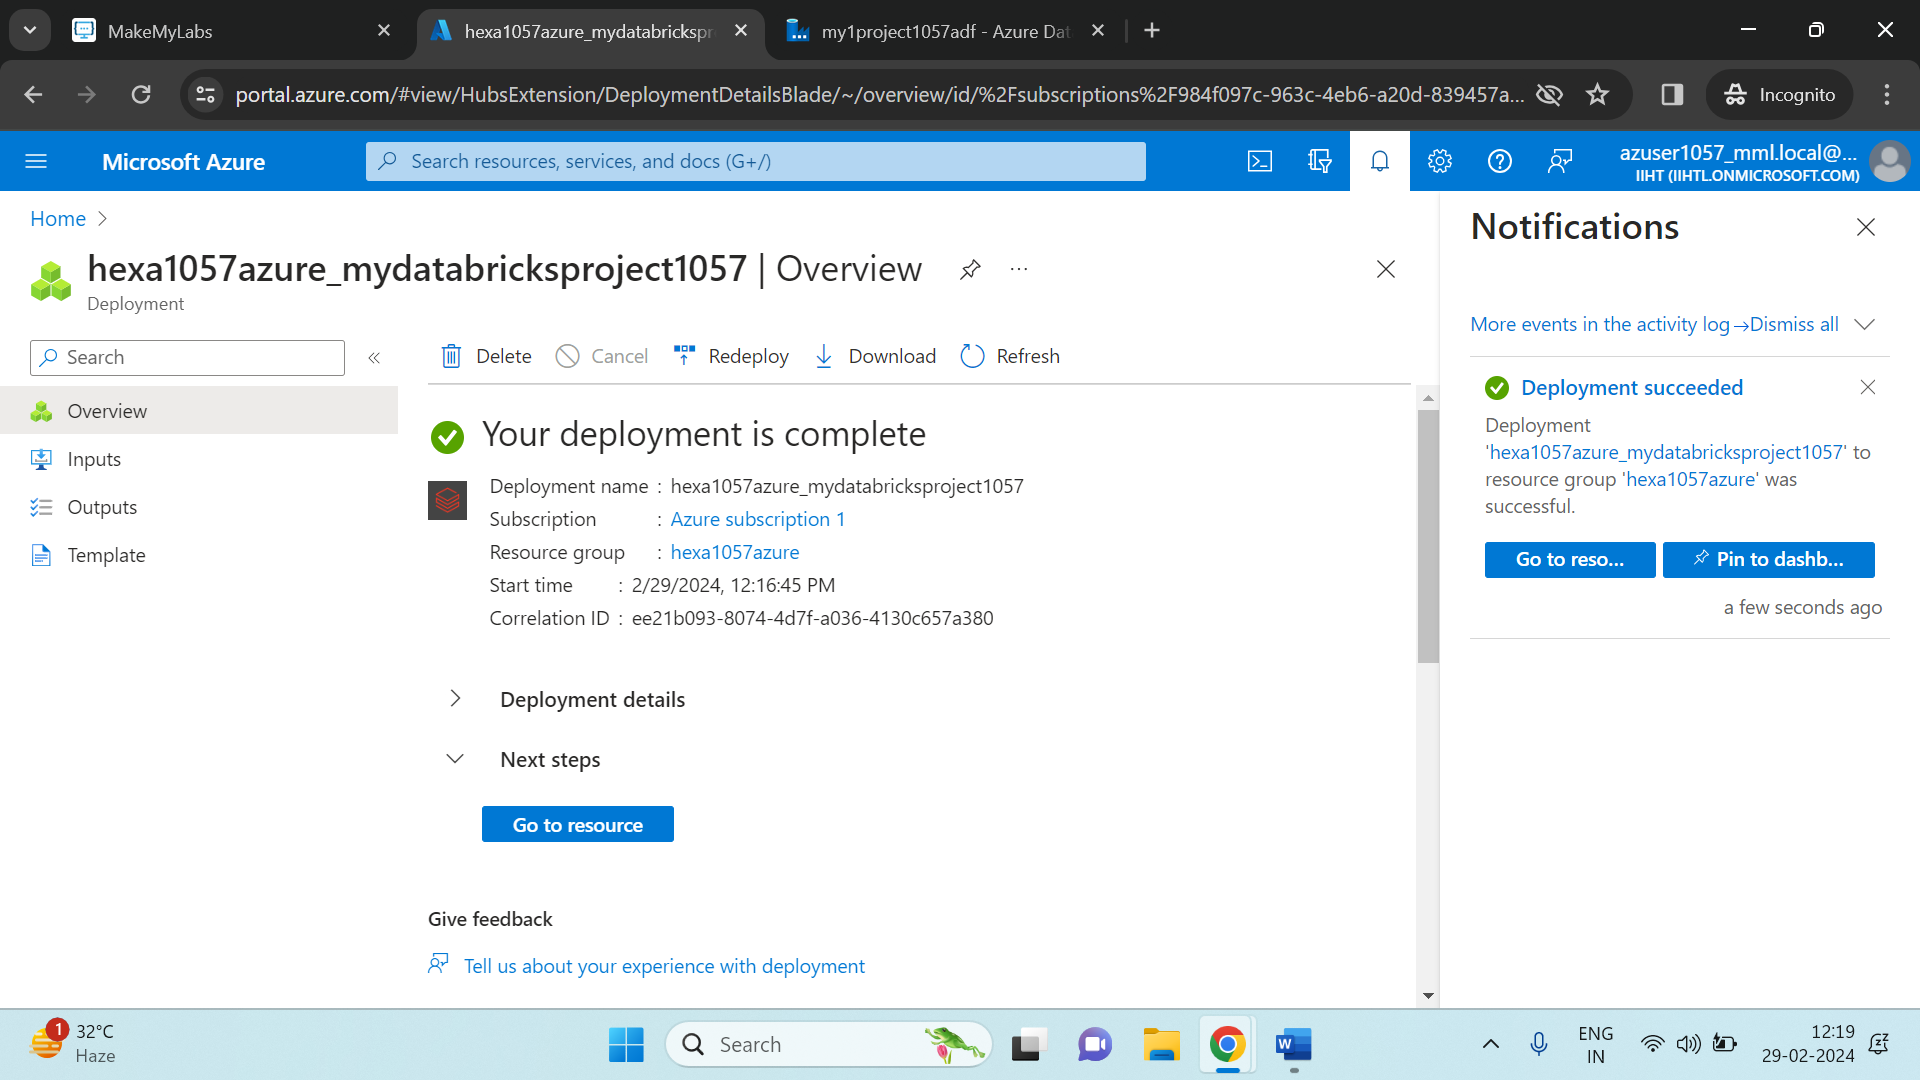 MakeMyLabs
hexa1057azure_mydatabrickspr
my1project1057adf - Azure Dat
portal.azure.com/#view/HubsExtension/DeploymentDetailsBlade/~/overview/id/%2Fsubscriptions%2F984f097c-963c-4eb6-a20d-839457a...
Incognito
Microsoft Azure
Search resources, services, and docs (G+/)
azuser1057_mml.local@...
IIHT (IIHTL.ONMICROSOFT.COM)
Home
hexa1057azure_mydatabricksproject1057 | Overview
...
Deployment
Search
Overview
Inputs
Outputs
Template
Delete
Cancel
Redeploy
Download
Refresh
Your deployment is complete
Deployment name : hexa1057azure_mydatabricksproject1057
Subscription : Azure subscription 1
Resource group : hexa1057azure
Start time : 2/29/2024, 12:16:45 PM
Correlation ID : ee21b093-8074-4d7f-a036-4130c657a380
Deployment details
Next steps
Go to resource
Give feedback
Tell us about your experience with deployment
Notifications
More events in the activity log→ Dismiss all
Deployment succeeded
Deployment
'hexa1057azure_mydatabricksproject1057' to
resource group 'hexa1057azure' was
successful.
Go to reso...
Pin to dashb...
a few seconds ago
1
32°C
Haze
Search
W
ENG
IN
12:19
29-02-2024